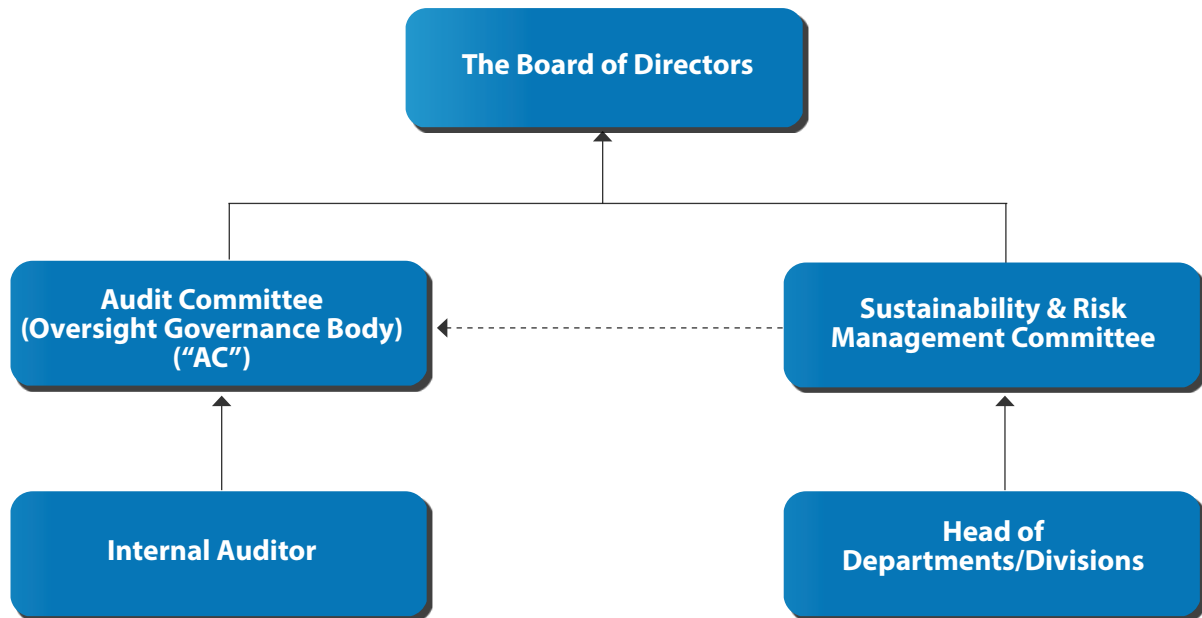 The Board of Directors
Audit Committee
(Oversight Governance Body)
(“AC”)
Sustainability & Risk
Management Committee
Internal Auditor
Head of
Departments/Divisions